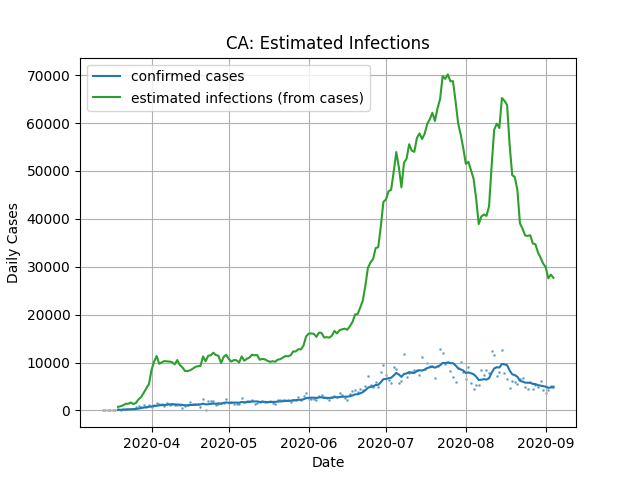 CA: Estimated Infections
confirmed cases
estimated infections (from cases)
70000
60000
50000
40000
30000
20000
10000
0
Daily Cases
2020-04
2020-05
2020-06
2020-07
2020-08
2020-09
Date